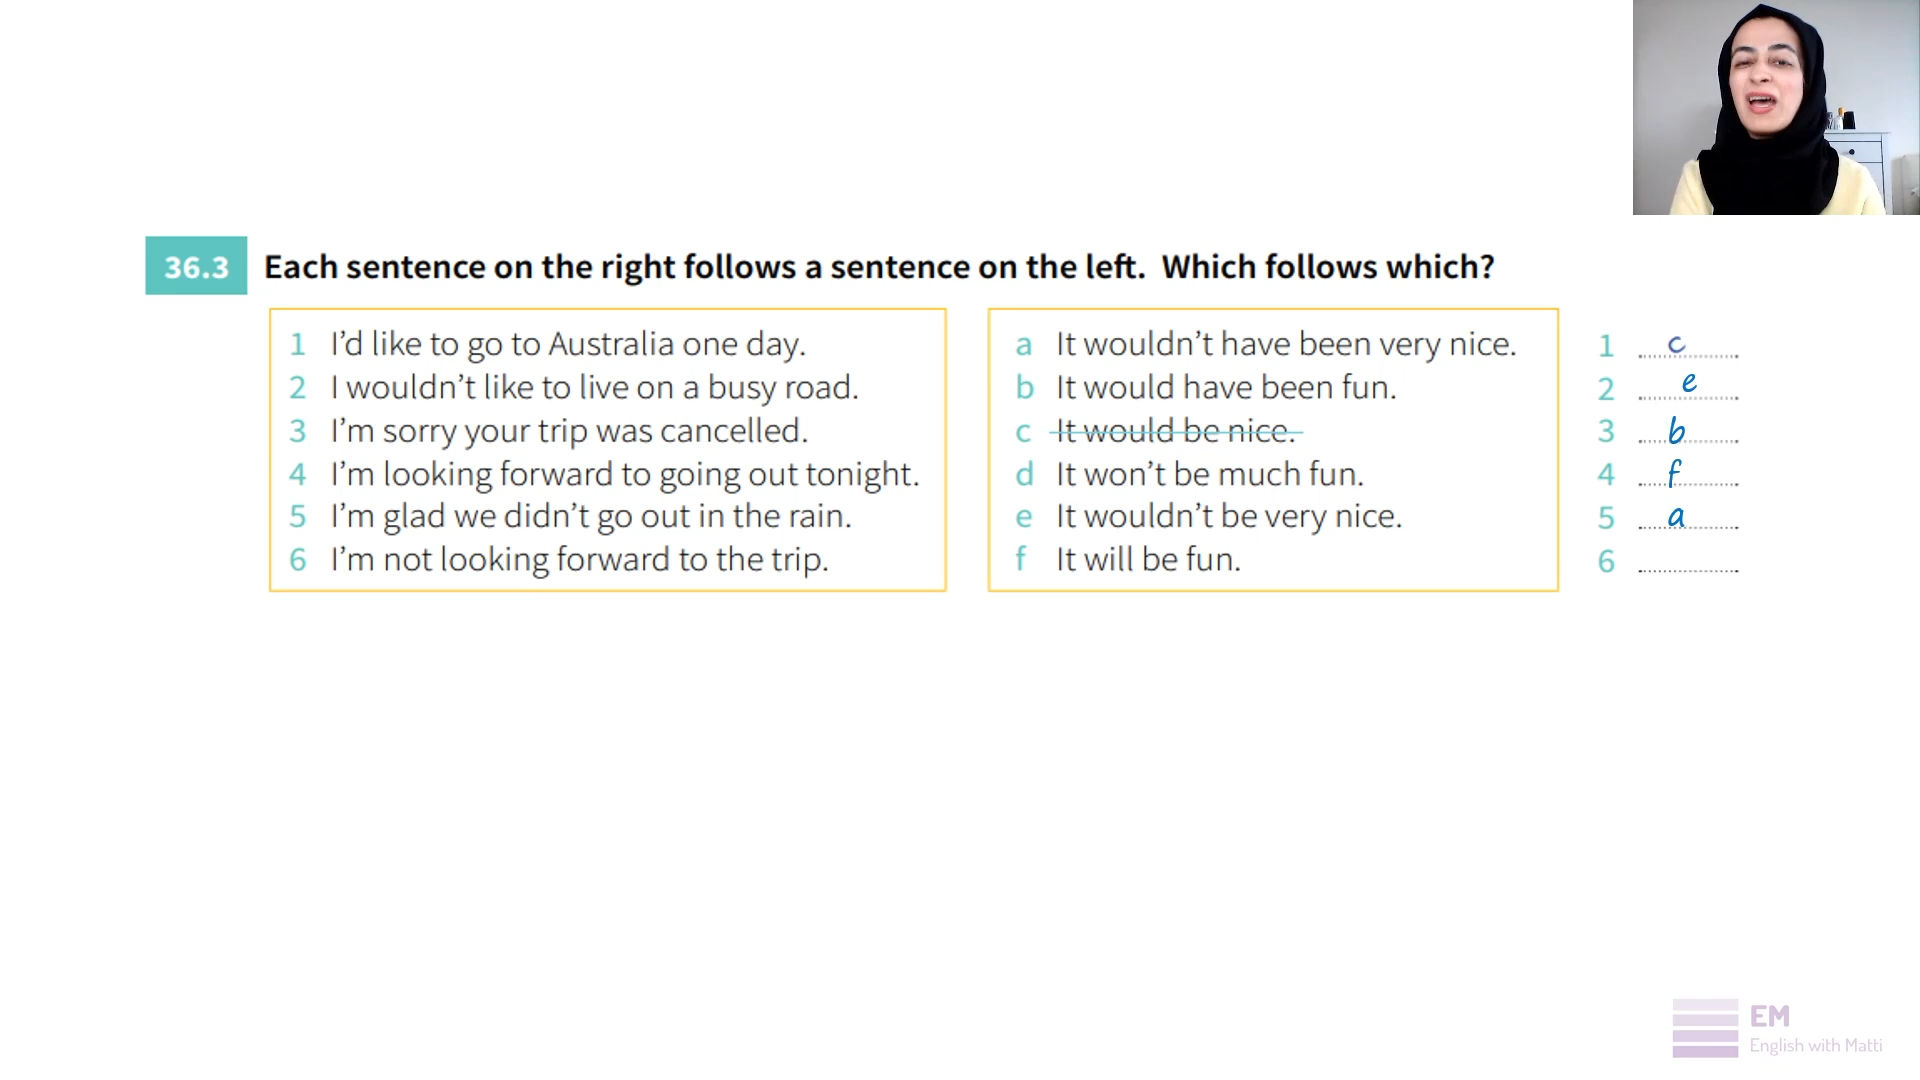 36.3 Each sentence on the right follows a sentence on the left. Which follows which?
1 I'd like to go to Australia one day.
2 I wouldn't like to live on a busy road.
3 I'm sorry your trip was cancelled.
4 I'm looking forward to going out tonight.
5 I'm glad we didn't go out in the rain.
6 I'm not looking forward to the trip.
a It wouldn't have been very nice.
b It would have been fun.
c It would be nice.
d It won't be much fun.
e It wouldn't be very nice.
f It will be fun.
1 c
2 e
3 b
4 f
5 a
6
EM
English with Matti